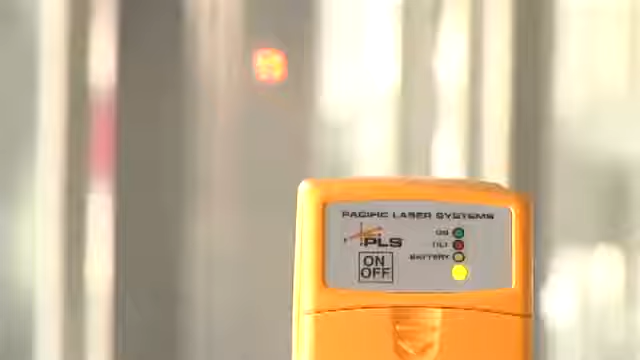 PACIFIC LASER SYSTEMS
PLS
ON
TILT
BATTERY
ON
OFF